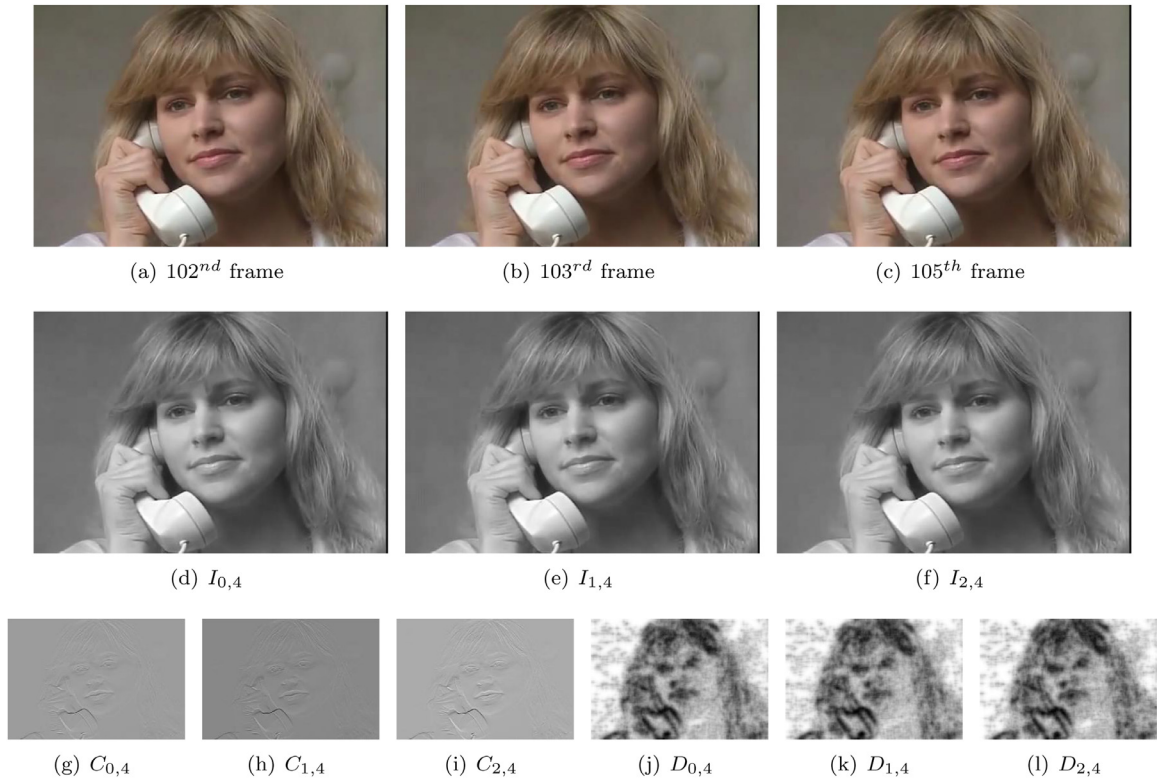 (a) 102nd frame
(b) 103rd frame
(c) 105th frame
(d) I0,4
(e) I1,4
(f) I2,4
(g) C0,4
(h) C1,4
(i) C2,4
(j) D0,4
(k) D1,4
(l) D2,4